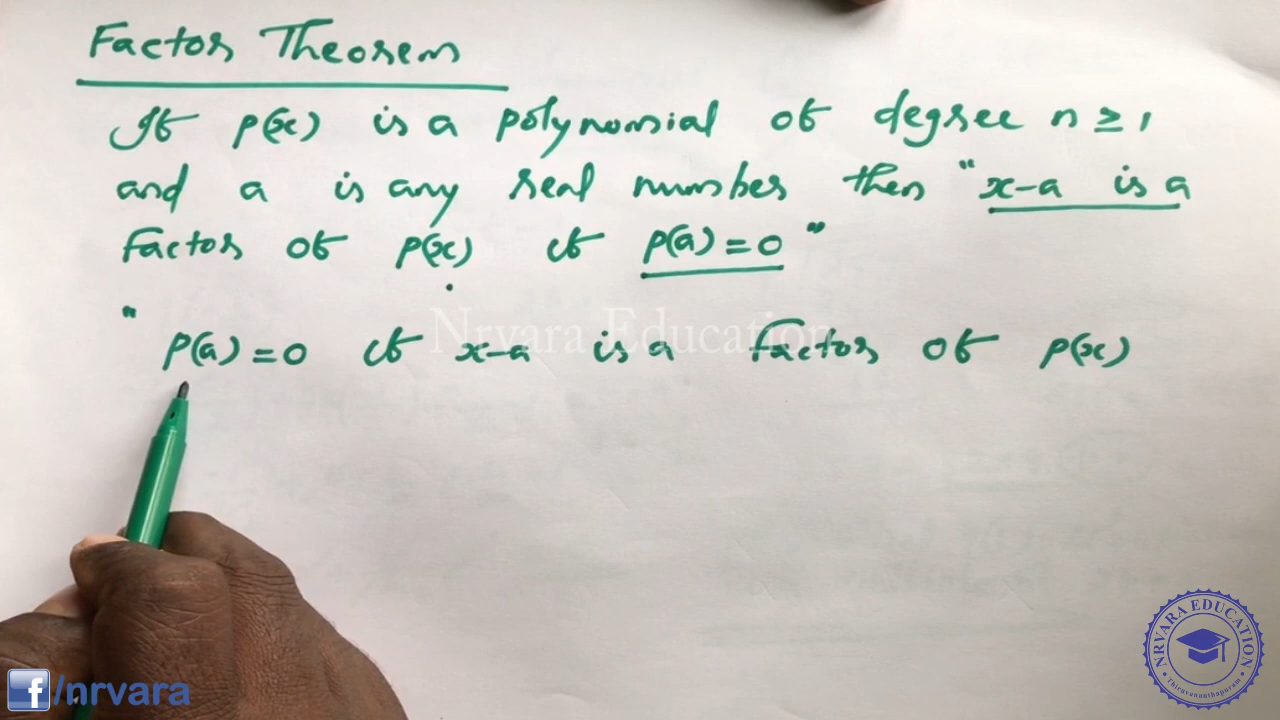 Factor Theorem
If p(x) is a polynomial of degree n ≥ 1
and a is any real number then "x-a is a
factor of p(x) if p(a) = 0"
"p(a) = 0 if x-a is a factor of p(x)
Nrvara Education
NRVARA EDUCATION
Thiruvananthapuram
f/nrvara